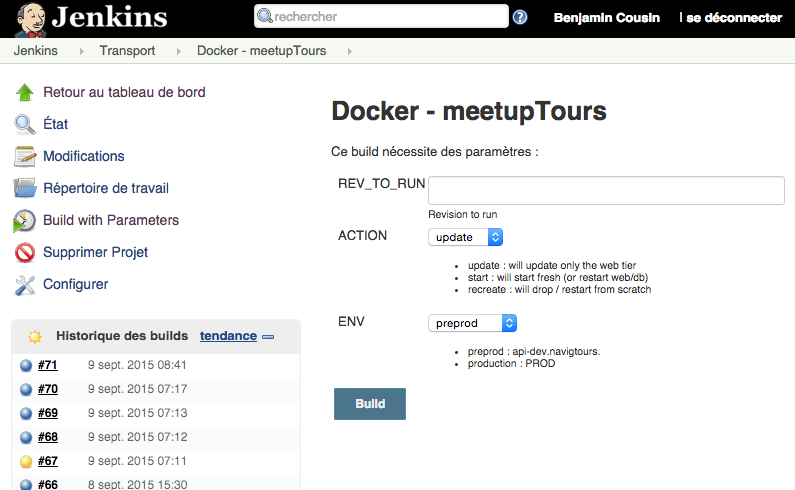 Jenkins
rechercher
Benjamin Cousin
se déconnecter
Jenkins Transport Docker - meetupTours
Retour au tableau de bord
État
Modifications
Répertoire de travail
Build with Parameters
Supprimer Projet
Configurer
Historique des builds tendance
#71 9 sept. 2015 08:41
#70 9 sept. 2015 07:17
#69 9 sept. 2015 07:13
#68 9 sept. 2015 07:12
#67 9 sept. 2015 07:11
#66 8 sept. 2015 15:30
Docker - meetupTours
Ce build nécessite des paramètres :
REV_TO_RUN
Revision to run
ACTION update
update : will update only the web tier
start : will start fresh (or restart web/db)
recreate : will drop / restart from scratch
ENV preprod
preprod : api-dev.navigtours.
production : PROD
Build